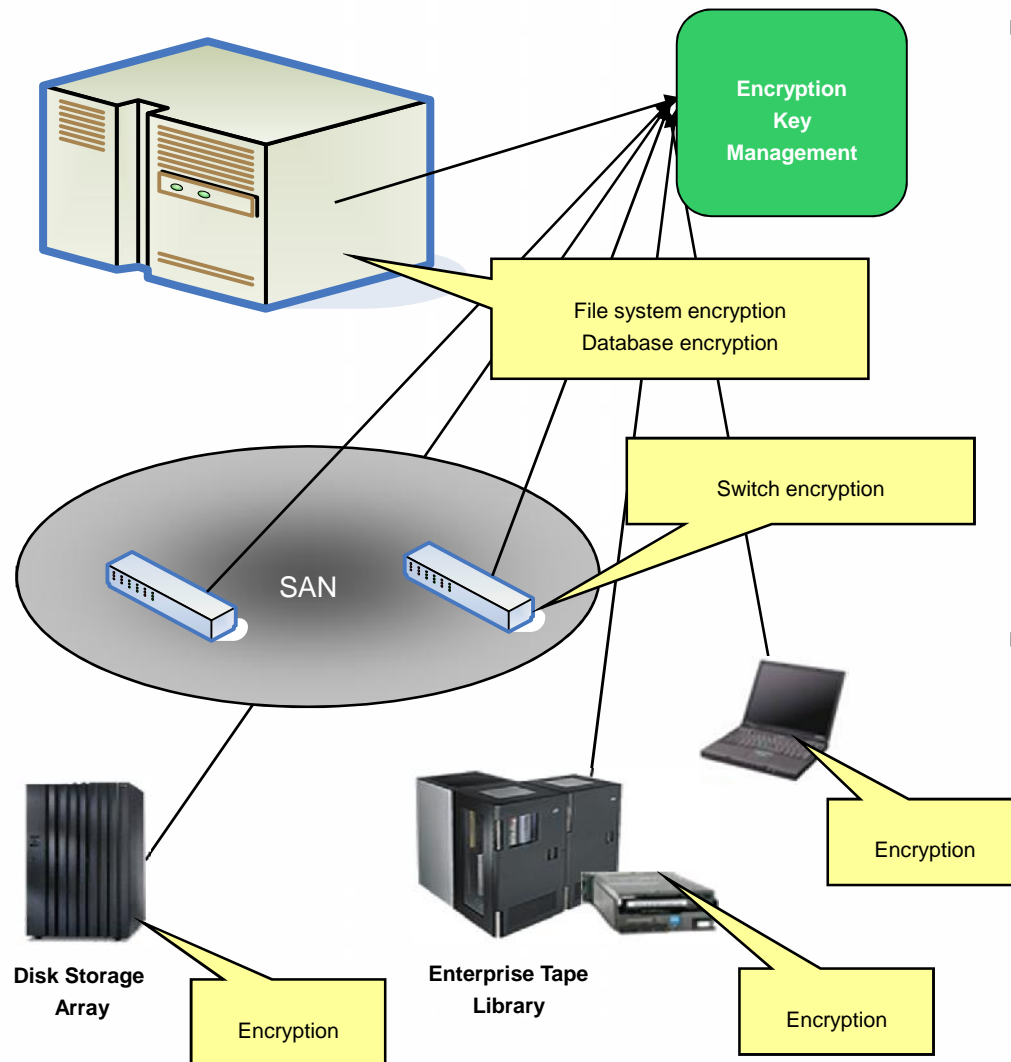 Encryption
Key
Management
File system encryption
Database encryption
Switch encryption
SAN
Encryption
Disk Storage
Array
Encryption
Enterprise Tape
Library
Encryption